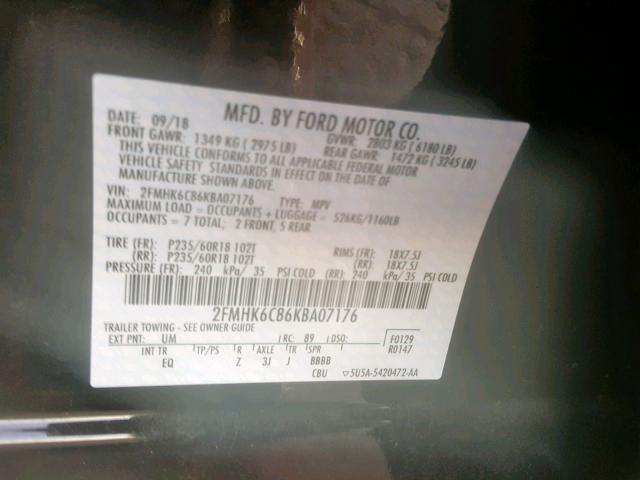 MFD. BY FORD MOTOR CO.
DATE: 09/18 GVWR: 2803 KG ( 6180 LB)
FRONT GAWR: 1349 KG ( 2975 LB) REAR GAWR: 1472 KG ( 3245 LB)
THIS VEHICLE CONFORMS TO ALL APPLICABLE FEDERAL MOTOR
VEHICLE SAFETY STANDARDS IN EFFECT ON THE DATE OF
MANUFACTURE SHOWN ABOVE.
VIN: 2FMHK6C86KBA07176 TYPE: MPV
MAXIMUM LOAD = OCCUPANTS + LUGGAGE = 526KG/1160LB
OCCUPANTS = 7 TOTAL; 2 FRONT, 5 REAR
TIRE (FR): P235/60R18 102T RIMS (FR): 18X7.5J
(RR): P235/60R18 102T (RR): 18X7.5J
PRESSURE (FR): 240 kPa/ 35 PSI COLD (RR): 240 kPa/ 35 PSI COLD
2FMHK6C86KBA07176
TRAILER TOWING - SEE OWNER GUIDE
EXT PNT: UM RC: 89 DSO: F0129
INT TR TP/PS R AXLE TR SPR R0147
EQ Z 3J J BBBB
CBU 5U5A-5420472-AA